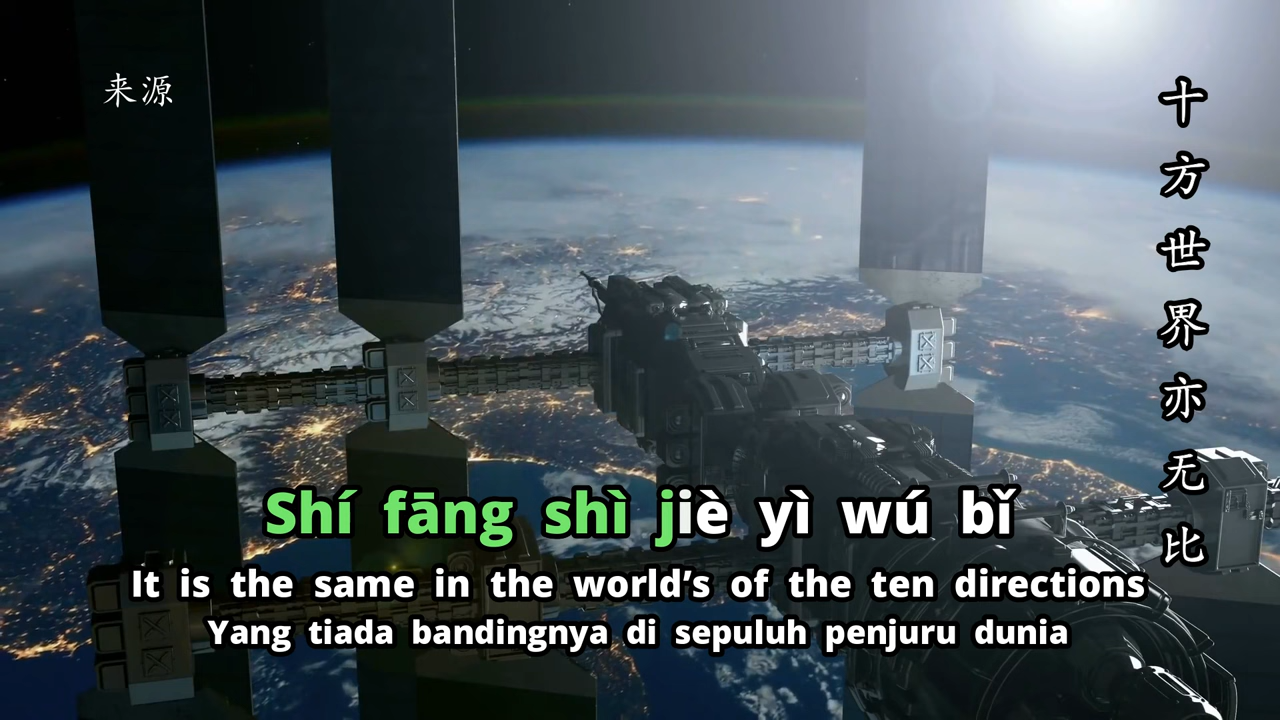 来源
十方世界亦无比
Shí fāng shì jiè yì wú bǐ
It is the same in the world’s of the ten directions
Yang tiada bandingnya di sepuluh penjuru dunia